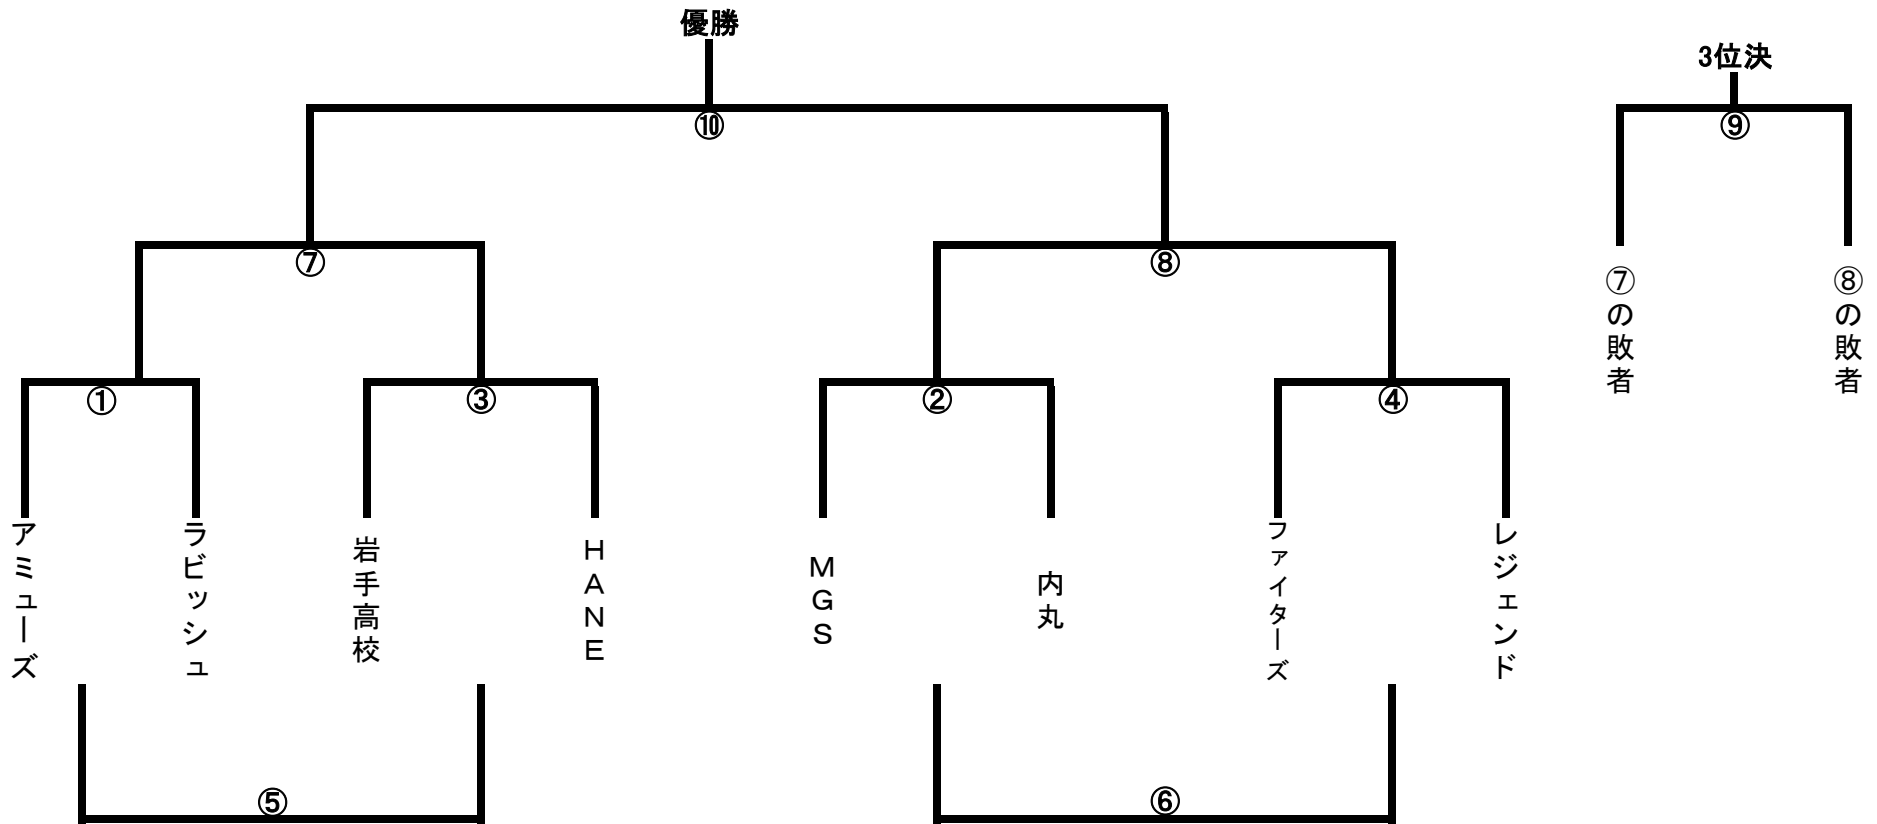 優勝
3位決
⑩
⑨
⑦
⑧
⑦の敗者
⑧の敗者
①
③
②
④
アミューズ
ラビッシュ
岩手高校
ＨＡＮＥ
ＭＧＳ
内丸
ファイターズ
レジェンド
⑤
⑥